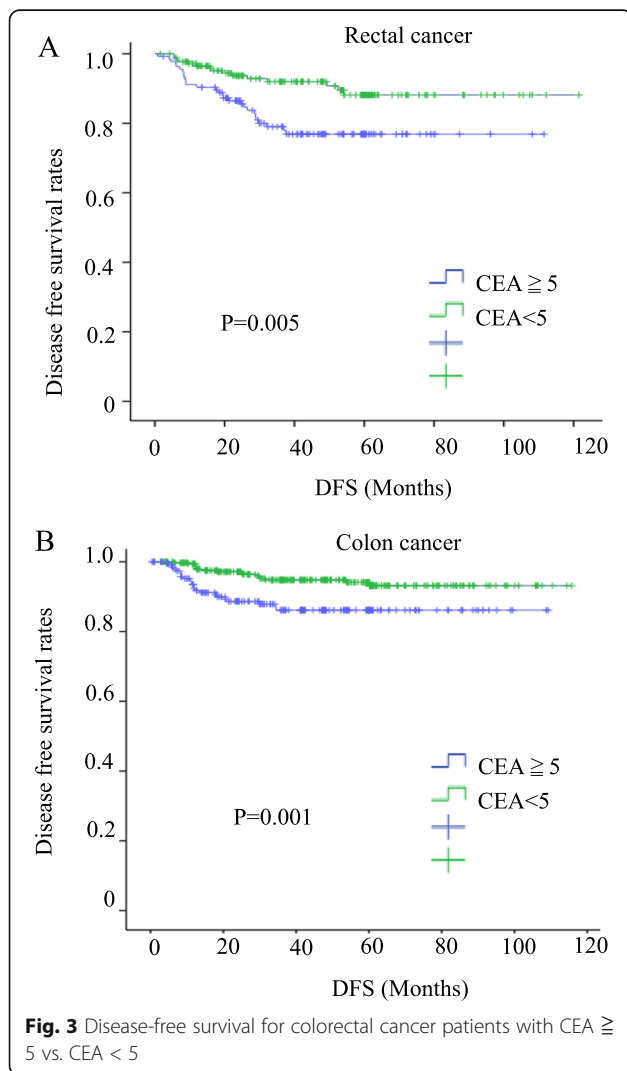 A
Rectal cancer
Disease free survival rates
1.0
0.8
0.6
0.4
0.2
0
CEA ≧ 5
CEA<5
P=0.005
0 20 40 60 80 100 120
DFS (Months)
B
Colon cancer
Disease free survival rates
1.0
0.8
0.6
0.4
0.2
0
CEA ≧ 5
CEA<5
P=0.001
0 20 40 60 80 100 120
DFS (Months)
Fig. 3 Disease-free survival for colorectal cancer patients with CEA ≧
5 vs. CEA < 5